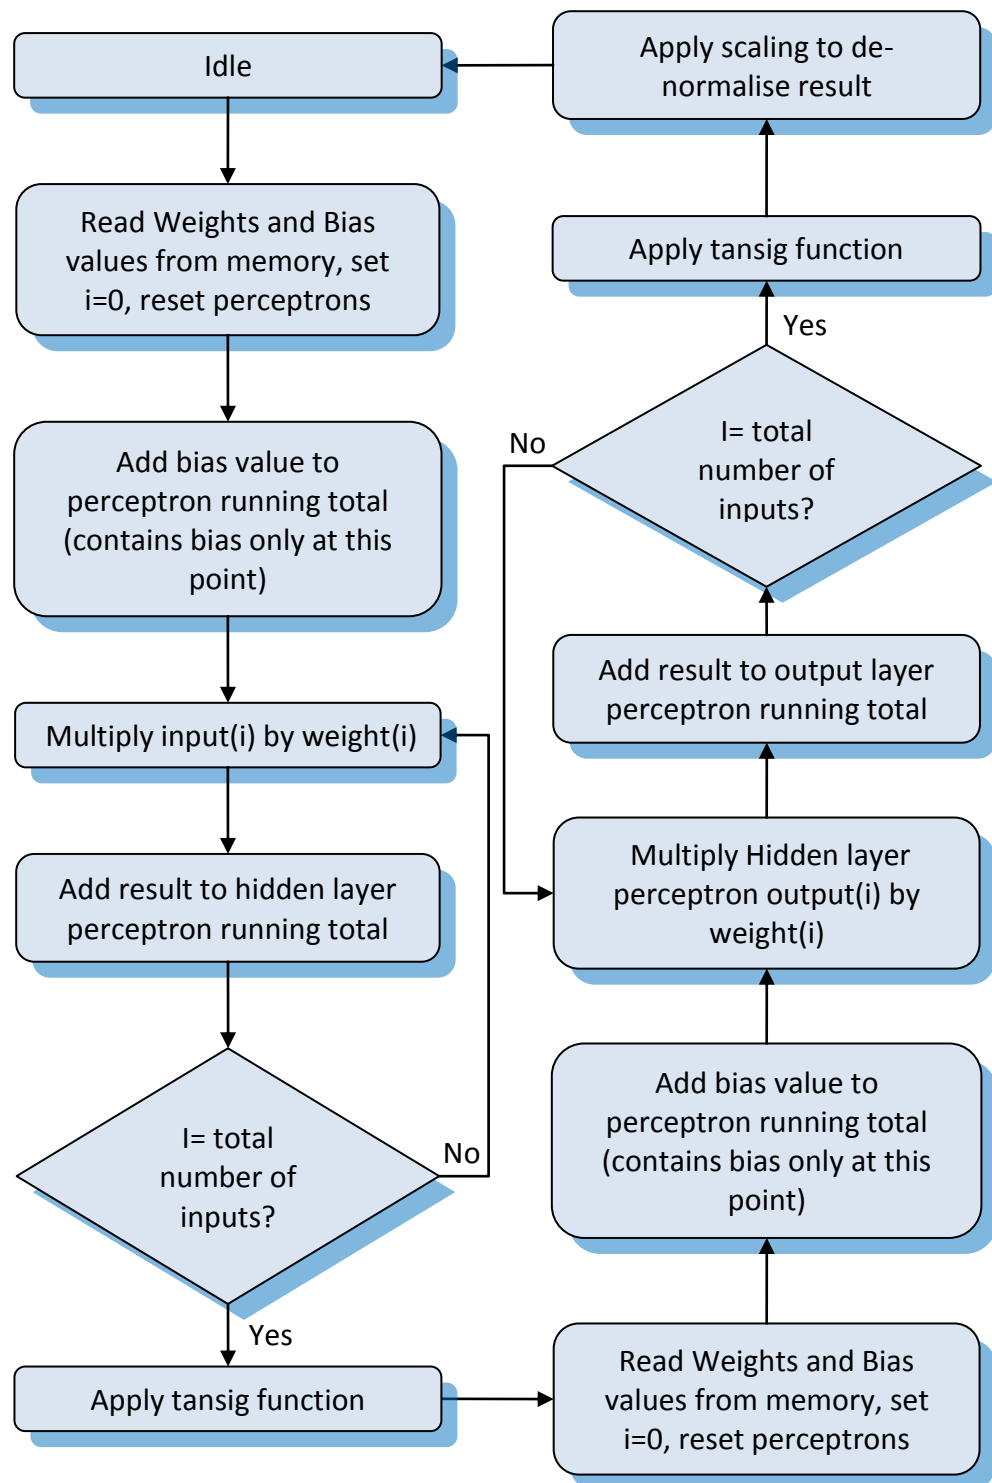 Idle
Read Weights and Bias
values from memory, set
i=0, reset perceptrons
Add bias value to
perceptron running total
(contains bias only at this
point)
Multiply input(i) by weight(i)
Add result to hidden layer
perceptron running total
I= total
number of
inputs?
No
Yes
Apply tansig function
Read Weights and Bias
values from memory, set
i=0, reset perceptrons
Add bias value to
perceptron running total
(contains bias only at this
point)
Multiply Hidden layer
perceptron output(i) by
weight(i)
Add result to output layer
perceptron running total
I= total
number of
inputs?
No
Yes
Apply tansig function
Apply scaling to de-
normalise result